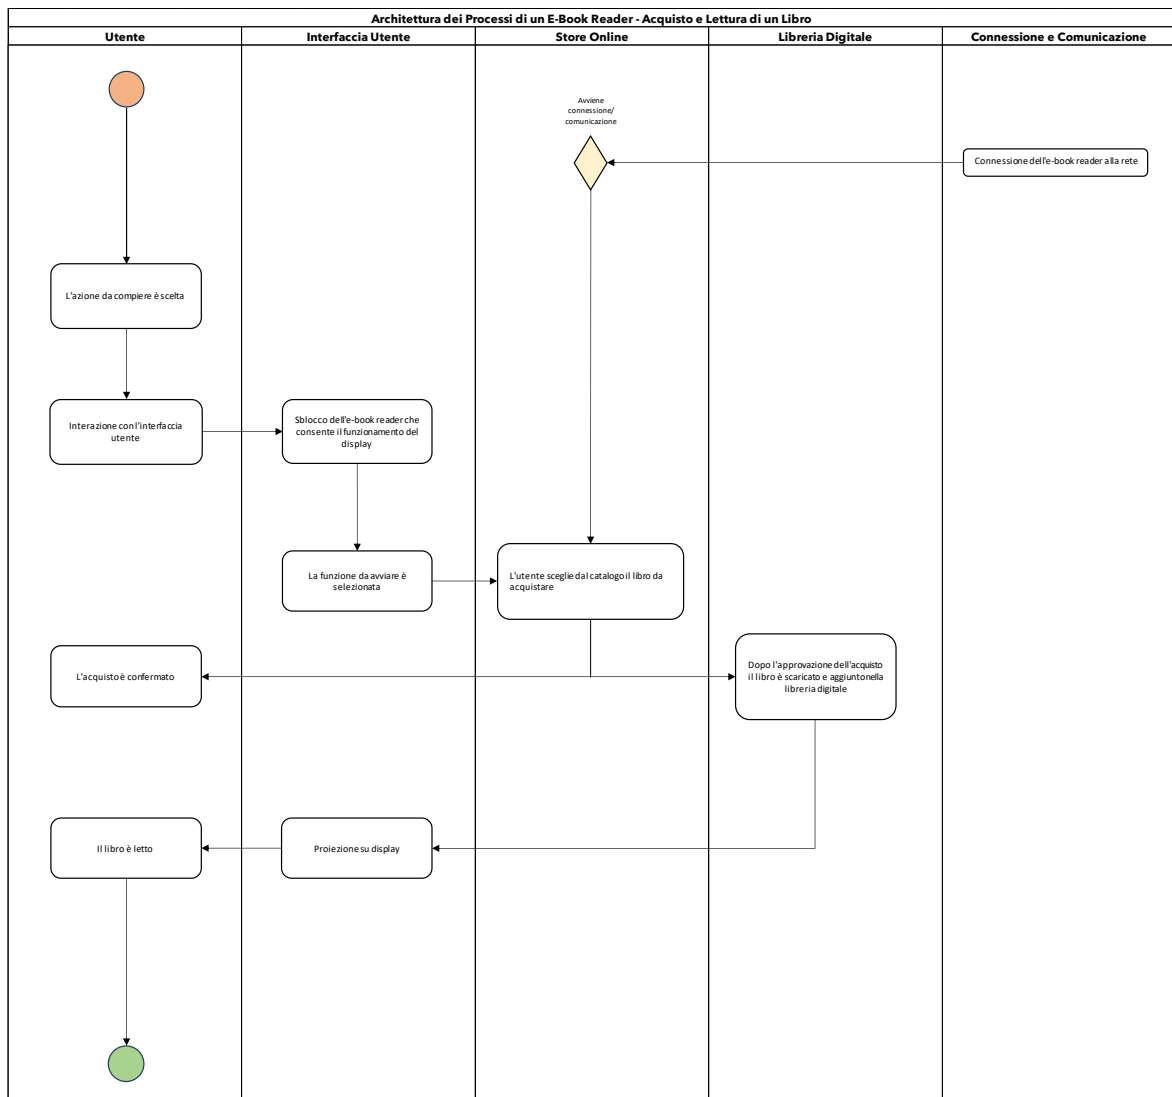 Architettura dei Processi di un E-Book Reader - Acquisto e Lettura di un Libro
Utente
Interfaccia Utente
Store Online
Libreria Digitale
Connessione e Comunicazione
Avviene
connessione/
comunicazione
Connessione dell'e-book reader alla rete
L'azione da compiere è scelta
Interazione con l'interfaccia
utente
Sblocco dell'e-book reader che
consente il funzionamento del
display
La funzione da avviare è
selezionata
L'utente sceglie dal catalogo il libro da
acquistare
L'acquisto è confermato
Dopo l'approvazione dell'acquisto
il libro è scaricato e aggiunto nella
libreria digitale
Il libro è letto
Proiezione su display